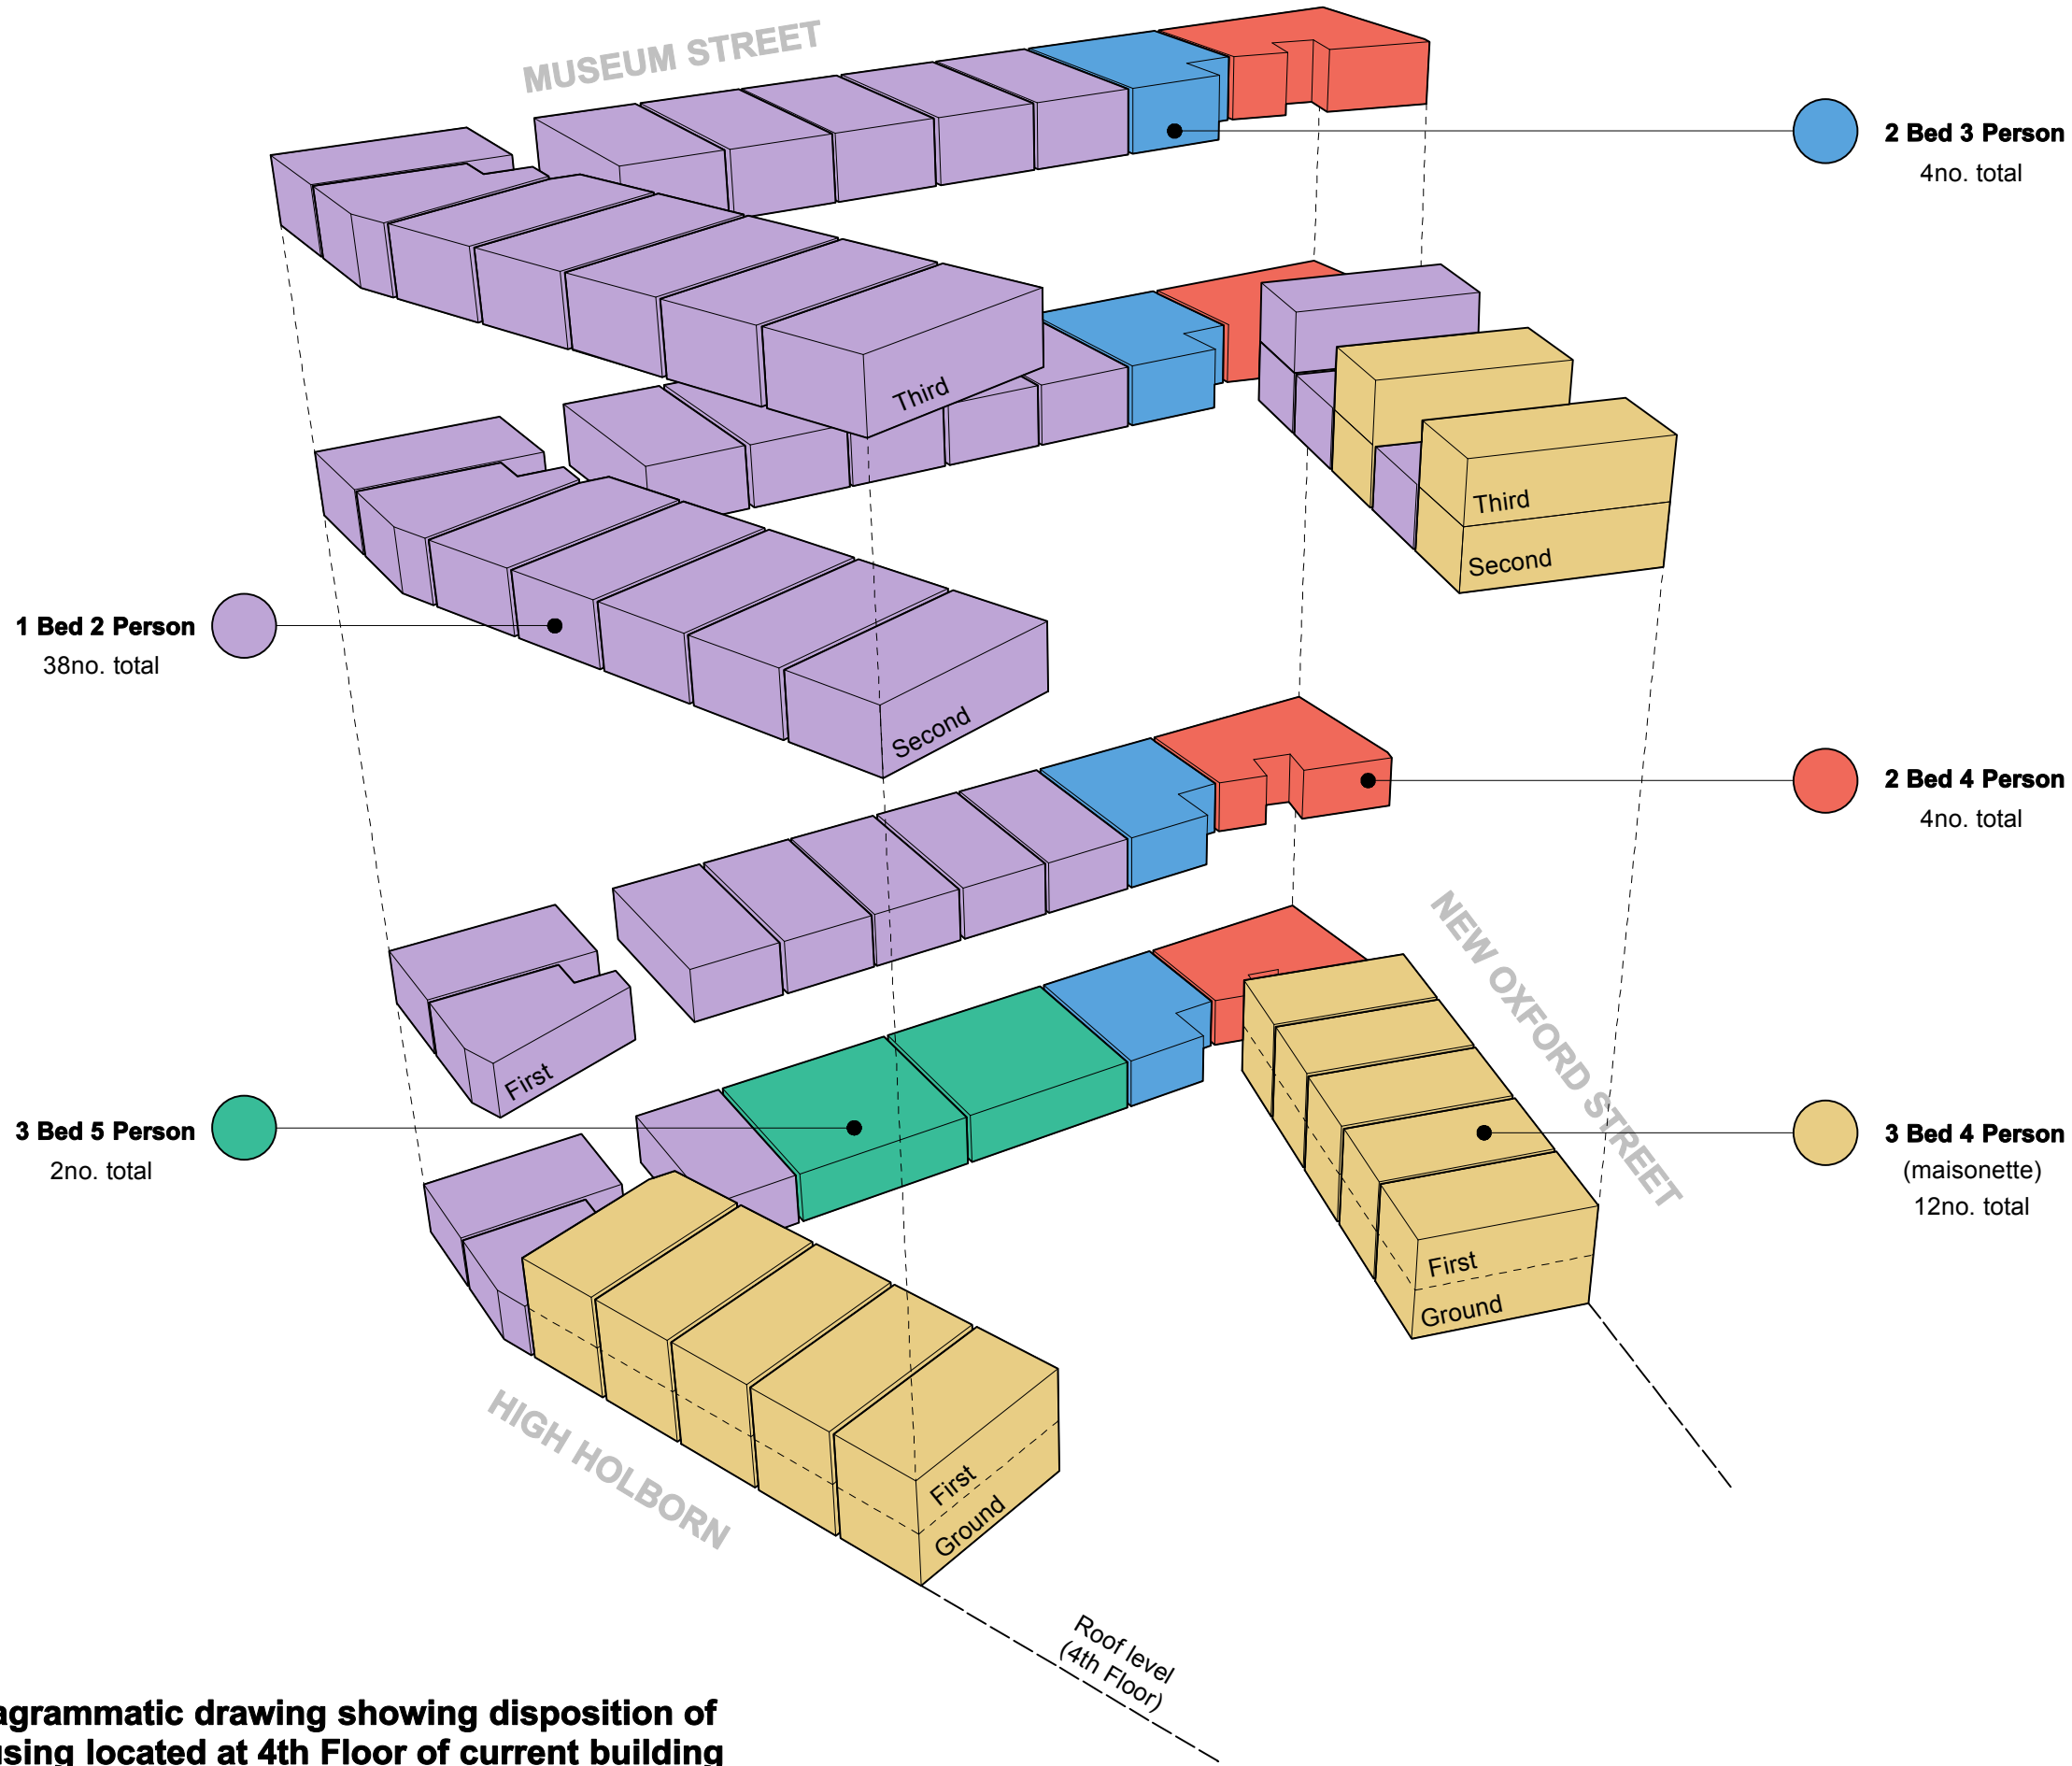 MUSEUM STREET
2 Bed 3 Person
4no. total
Third
Third
Second
1 Bed 2 Person
38no. total
Second
2 Bed 4 Person
4no. total
NEW OXFORD STREET
First
3 Bed 5 Person
2no. total
3 Bed 4 Person
(maisonette)
12no. total
First
Ground
HIGH HOLBORN
First
Ground
Roof level
(4th Floor)
agrammatic drawing showing disposition of
using located at 4th Floor of current building